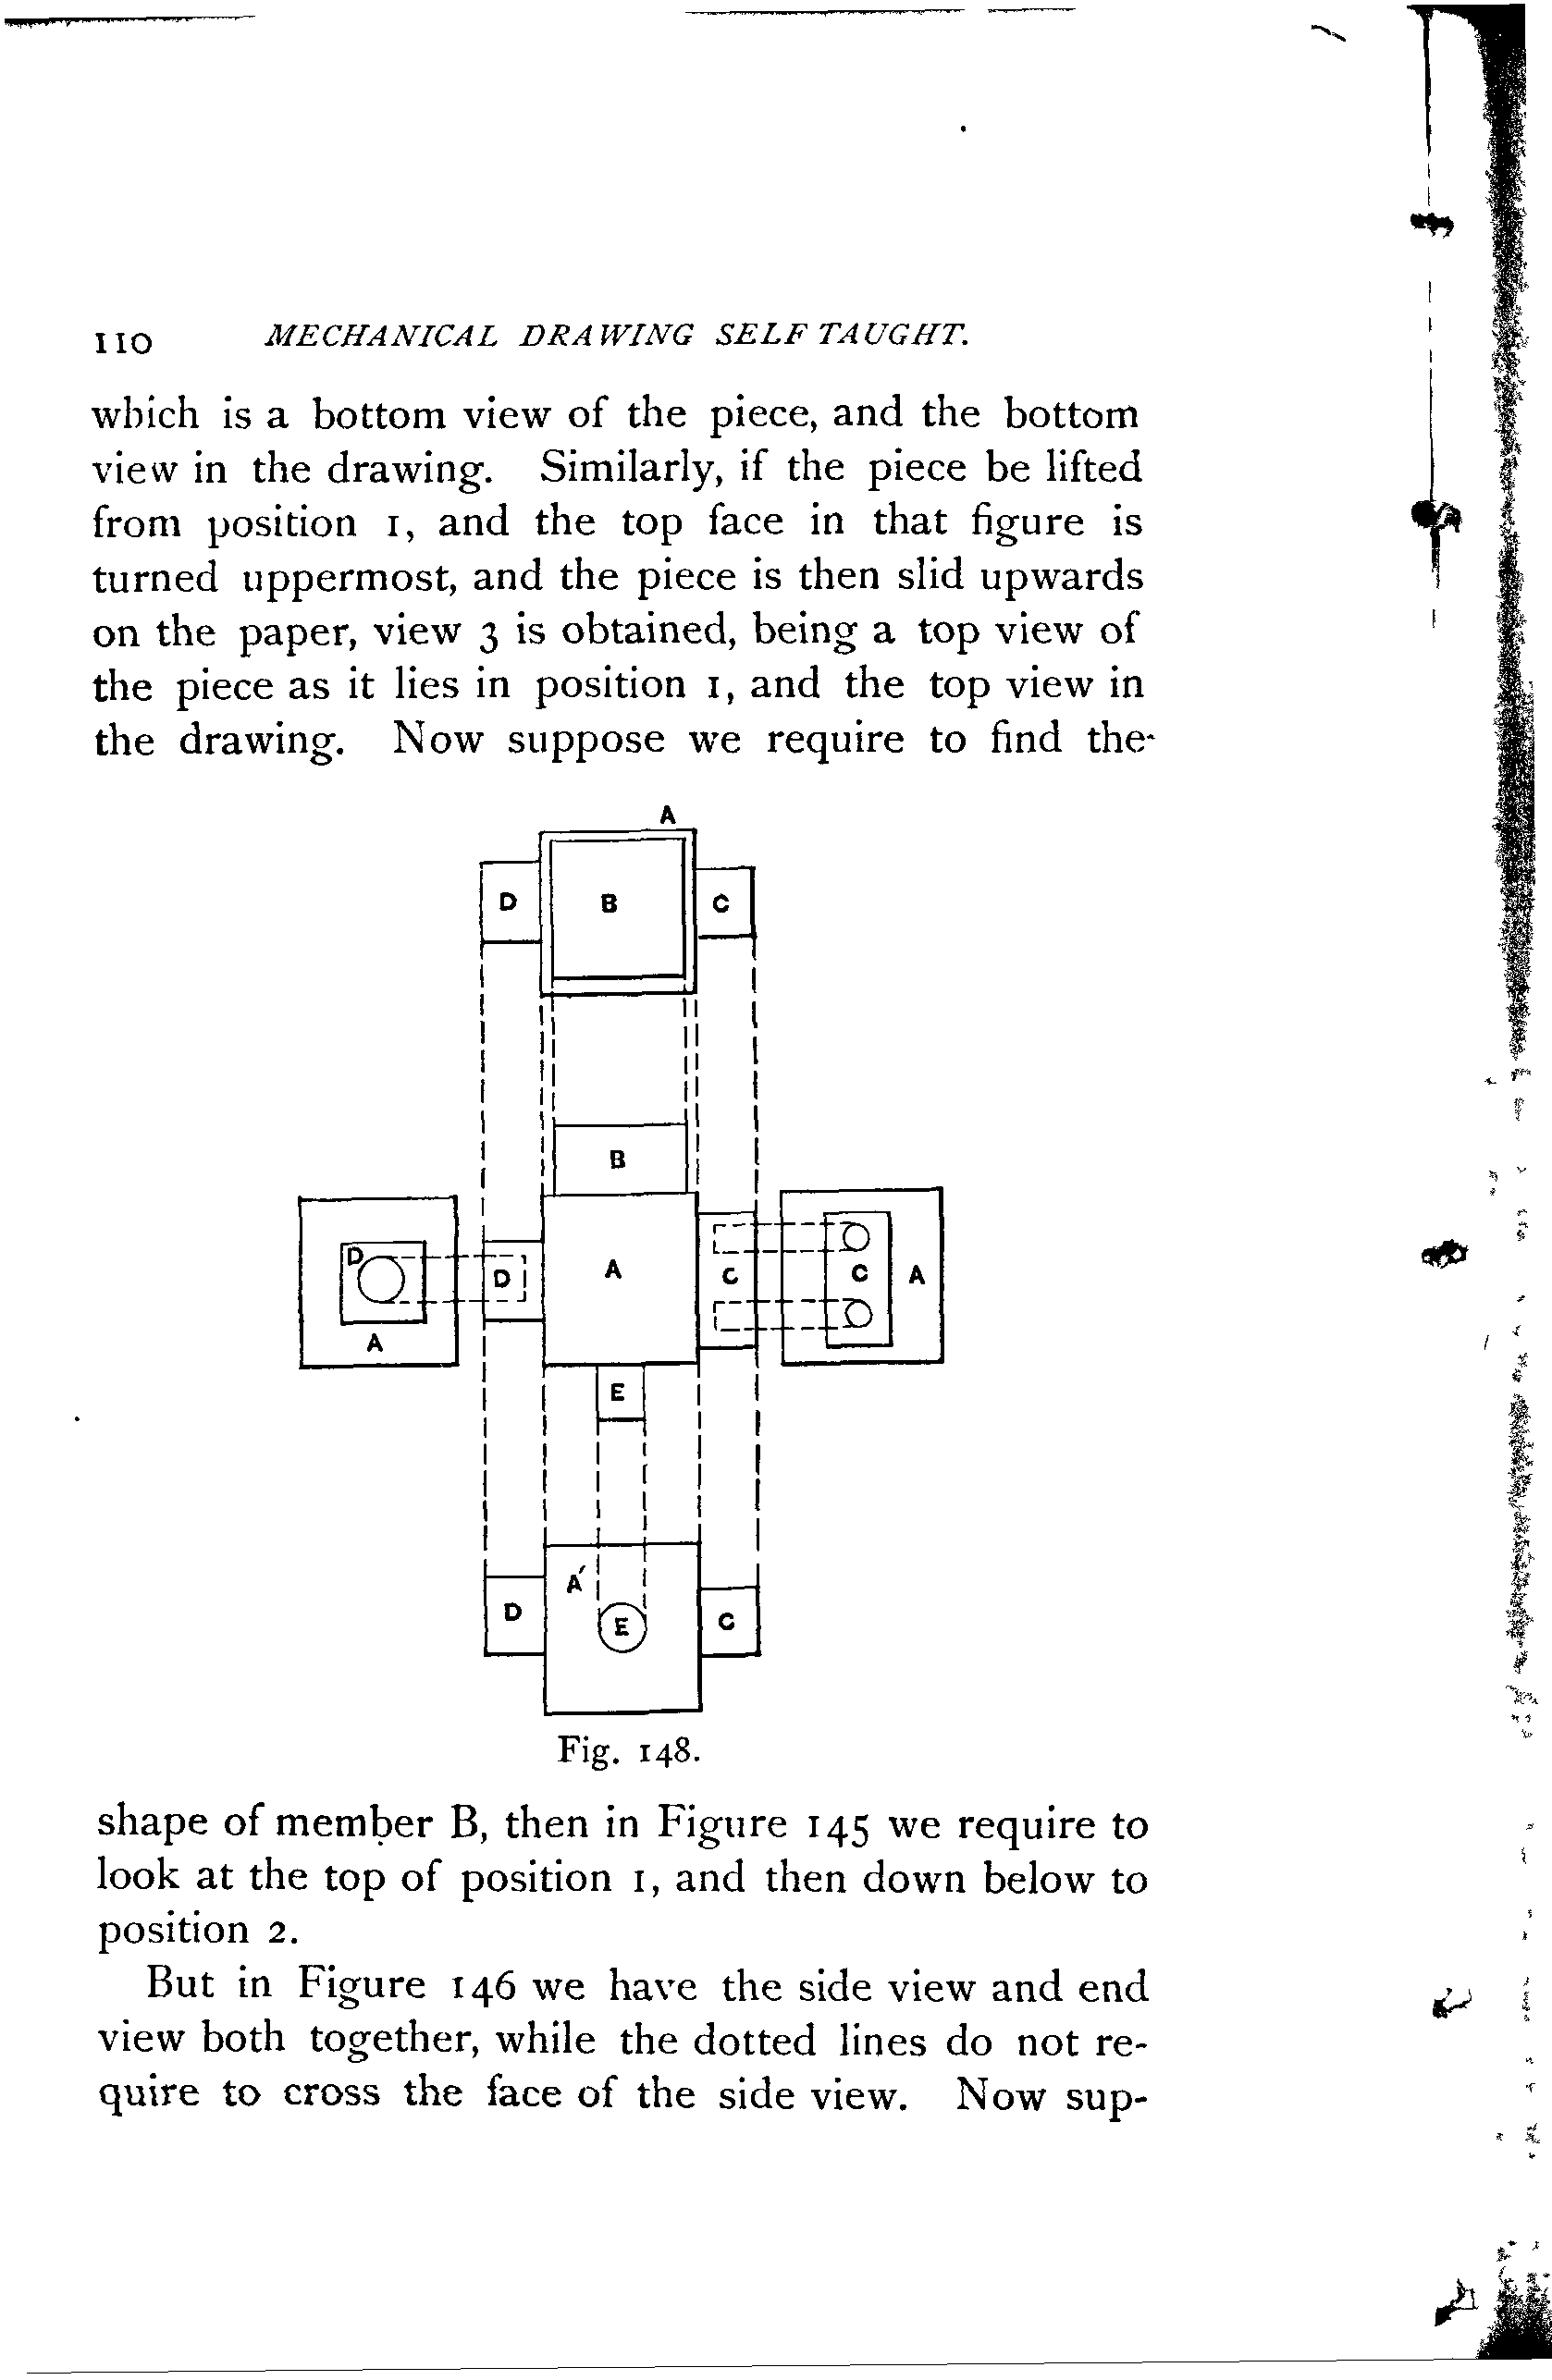 110 MECHANICAL DRAWING SELF TAUGHT.
which is a bottom view of the piece, and the bottom
view in the drawing. Similarly, if the piece be lifted
from position 1, and the top face in that figure is
turned uppermost, and the piece is then slid upwards
on the paper, view 3 is obtained, being a top view of
the piece as it lies in position 1, and the top view in
the drawing. Now suppose we require to find the
A
D B C
B
D A D A C C A
E
A'
D E C
Fig. 148.
shape of member B, then in Figure 145 we require to
look at the top of position 1, and then down below to
position 2.
But in Figure 146 we have the side view and end
view both together, while the dotted lines do not re-
quire to cross the face of the side view. Now sup-